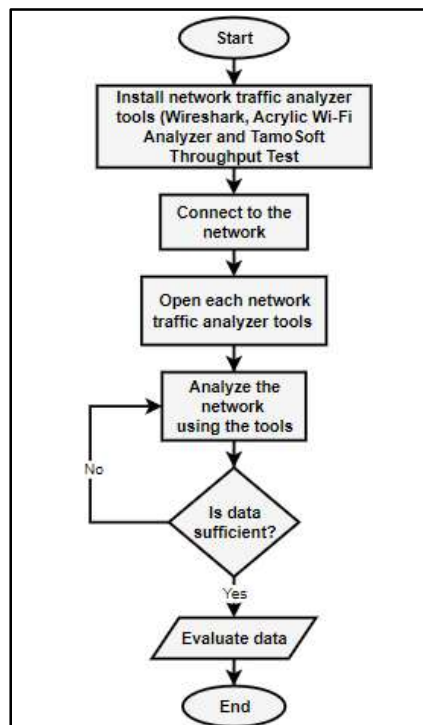 Start
Install network traffic analyzer
tools (Wireshark, Acrylic Wi-Fi
Analyzer and TamoSoft
Throughput Test
Connect to the
network
Open each network
traffic analyzer tools
Analyze the
network
using the tools
No
Is data
sufficient?
Yes
Evaluate data
End